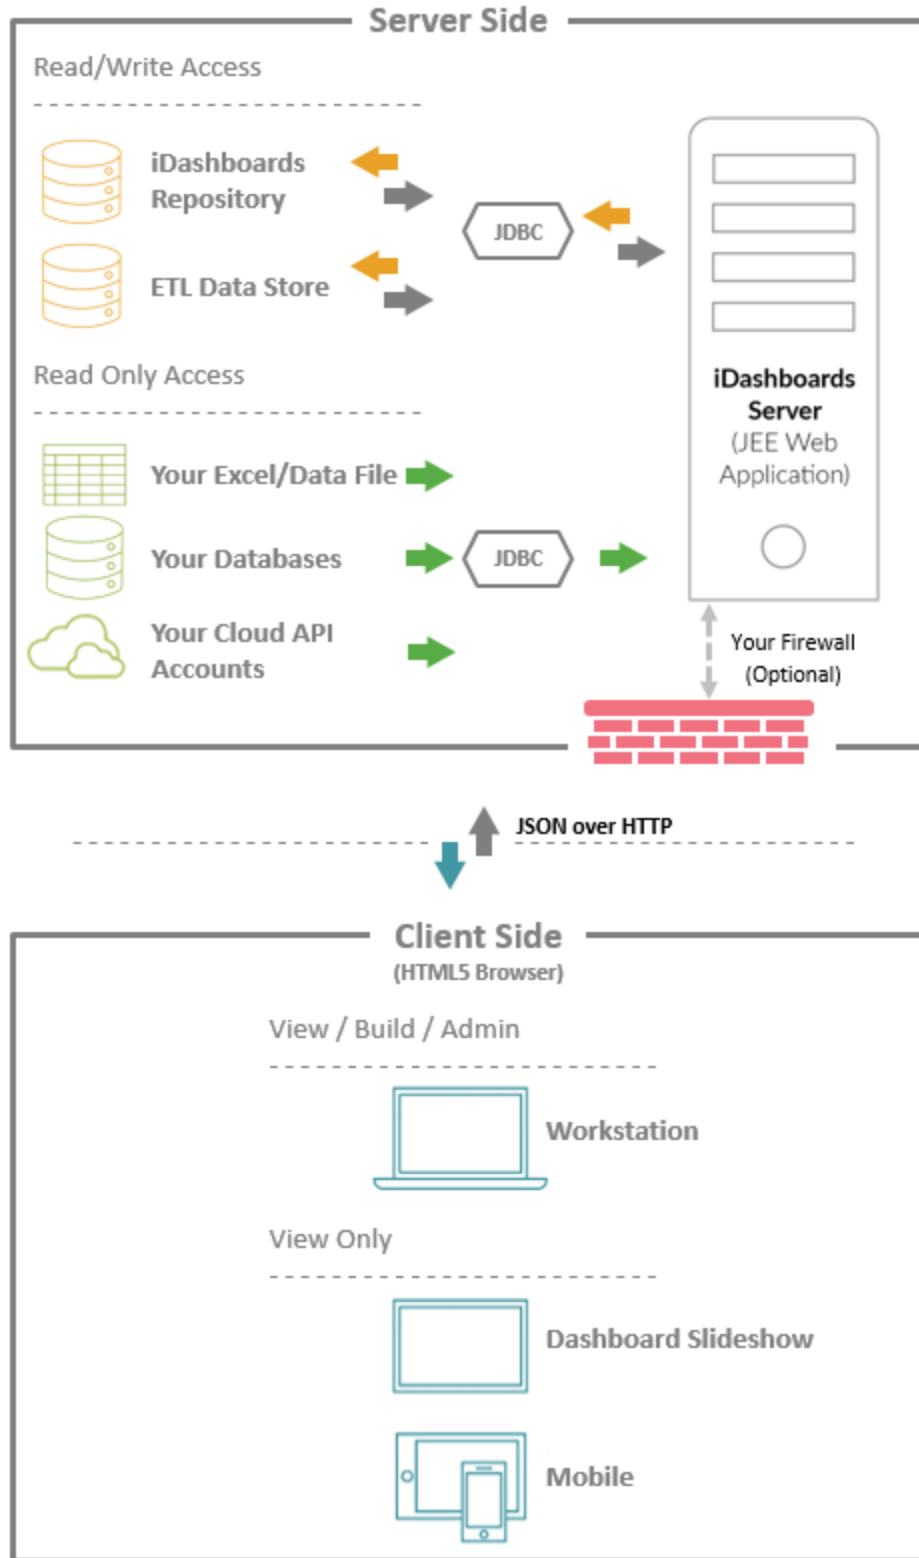 Server Side
Read/Write Access
iDashboards
Repository
JDBC
ETL Data Store
Read Only Access
iDashboards
Server
(JEE Web
Application)
Your Excel/Data File
Your Databases
JDBC
Your Cloud API
Accounts
Your Firewall
(Optional)
JSON over HTTP
Client Side
(HTML5 Browser)
View / Build / Admin
Workstation
View Only
Dashboard Slideshow
Mobile